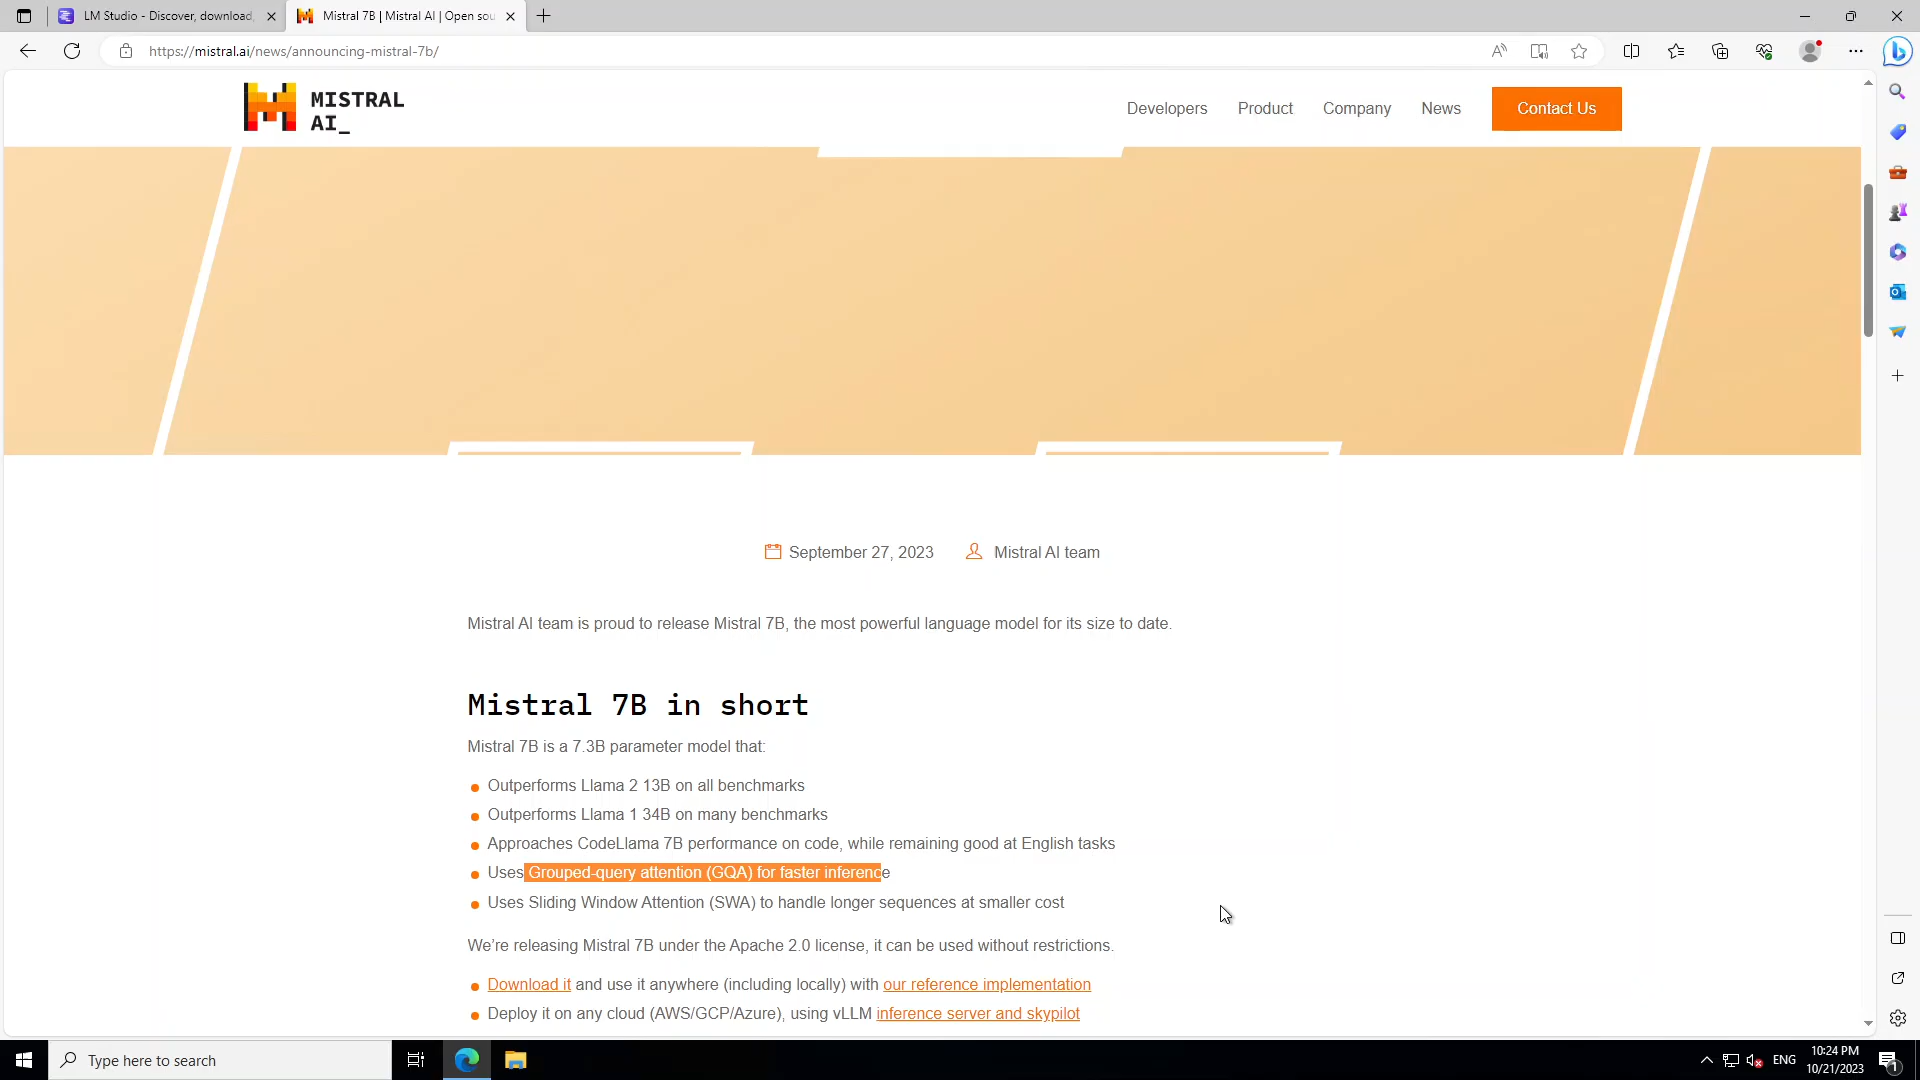 LM Studio - Discover, download,
Mistral 7B | Mistral AI | Open sou
https://mistral.ai/news/announcing-mistral-7b/
MISTRAL
AI_
Developers
Product
Company
News
Contact Us
September 27, 2023
Mistral AI team
Mistral AI team is proud to release Mistral 7B, the most powerful language model for its size to date.
Mistral 7B in short
Mistral 7B is a 7.3B parameter model that:
Outperforms Llama 2 13B on all benchmarks
Outperforms Llama 1 34B on many benchmarks
Approaches CodeLlama 7B performance on code, while remaining good at English tasks
Uses Grouped-query attention (GQA) for faster inference
Uses Sliding Window Attention (SWA) to handle longer sequences at smaller cost
We're releasing Mistral 7B under the Apache 2.0 license, it can be used without restrictions.
Download it and use it anywhere (including locally) with our reference implementation
Deploy it on any cloud (AWS/GCP/Azure), using vLLM inference server and skypilot
Type here to search
ENG
10:24 PM
10/21/2023
1